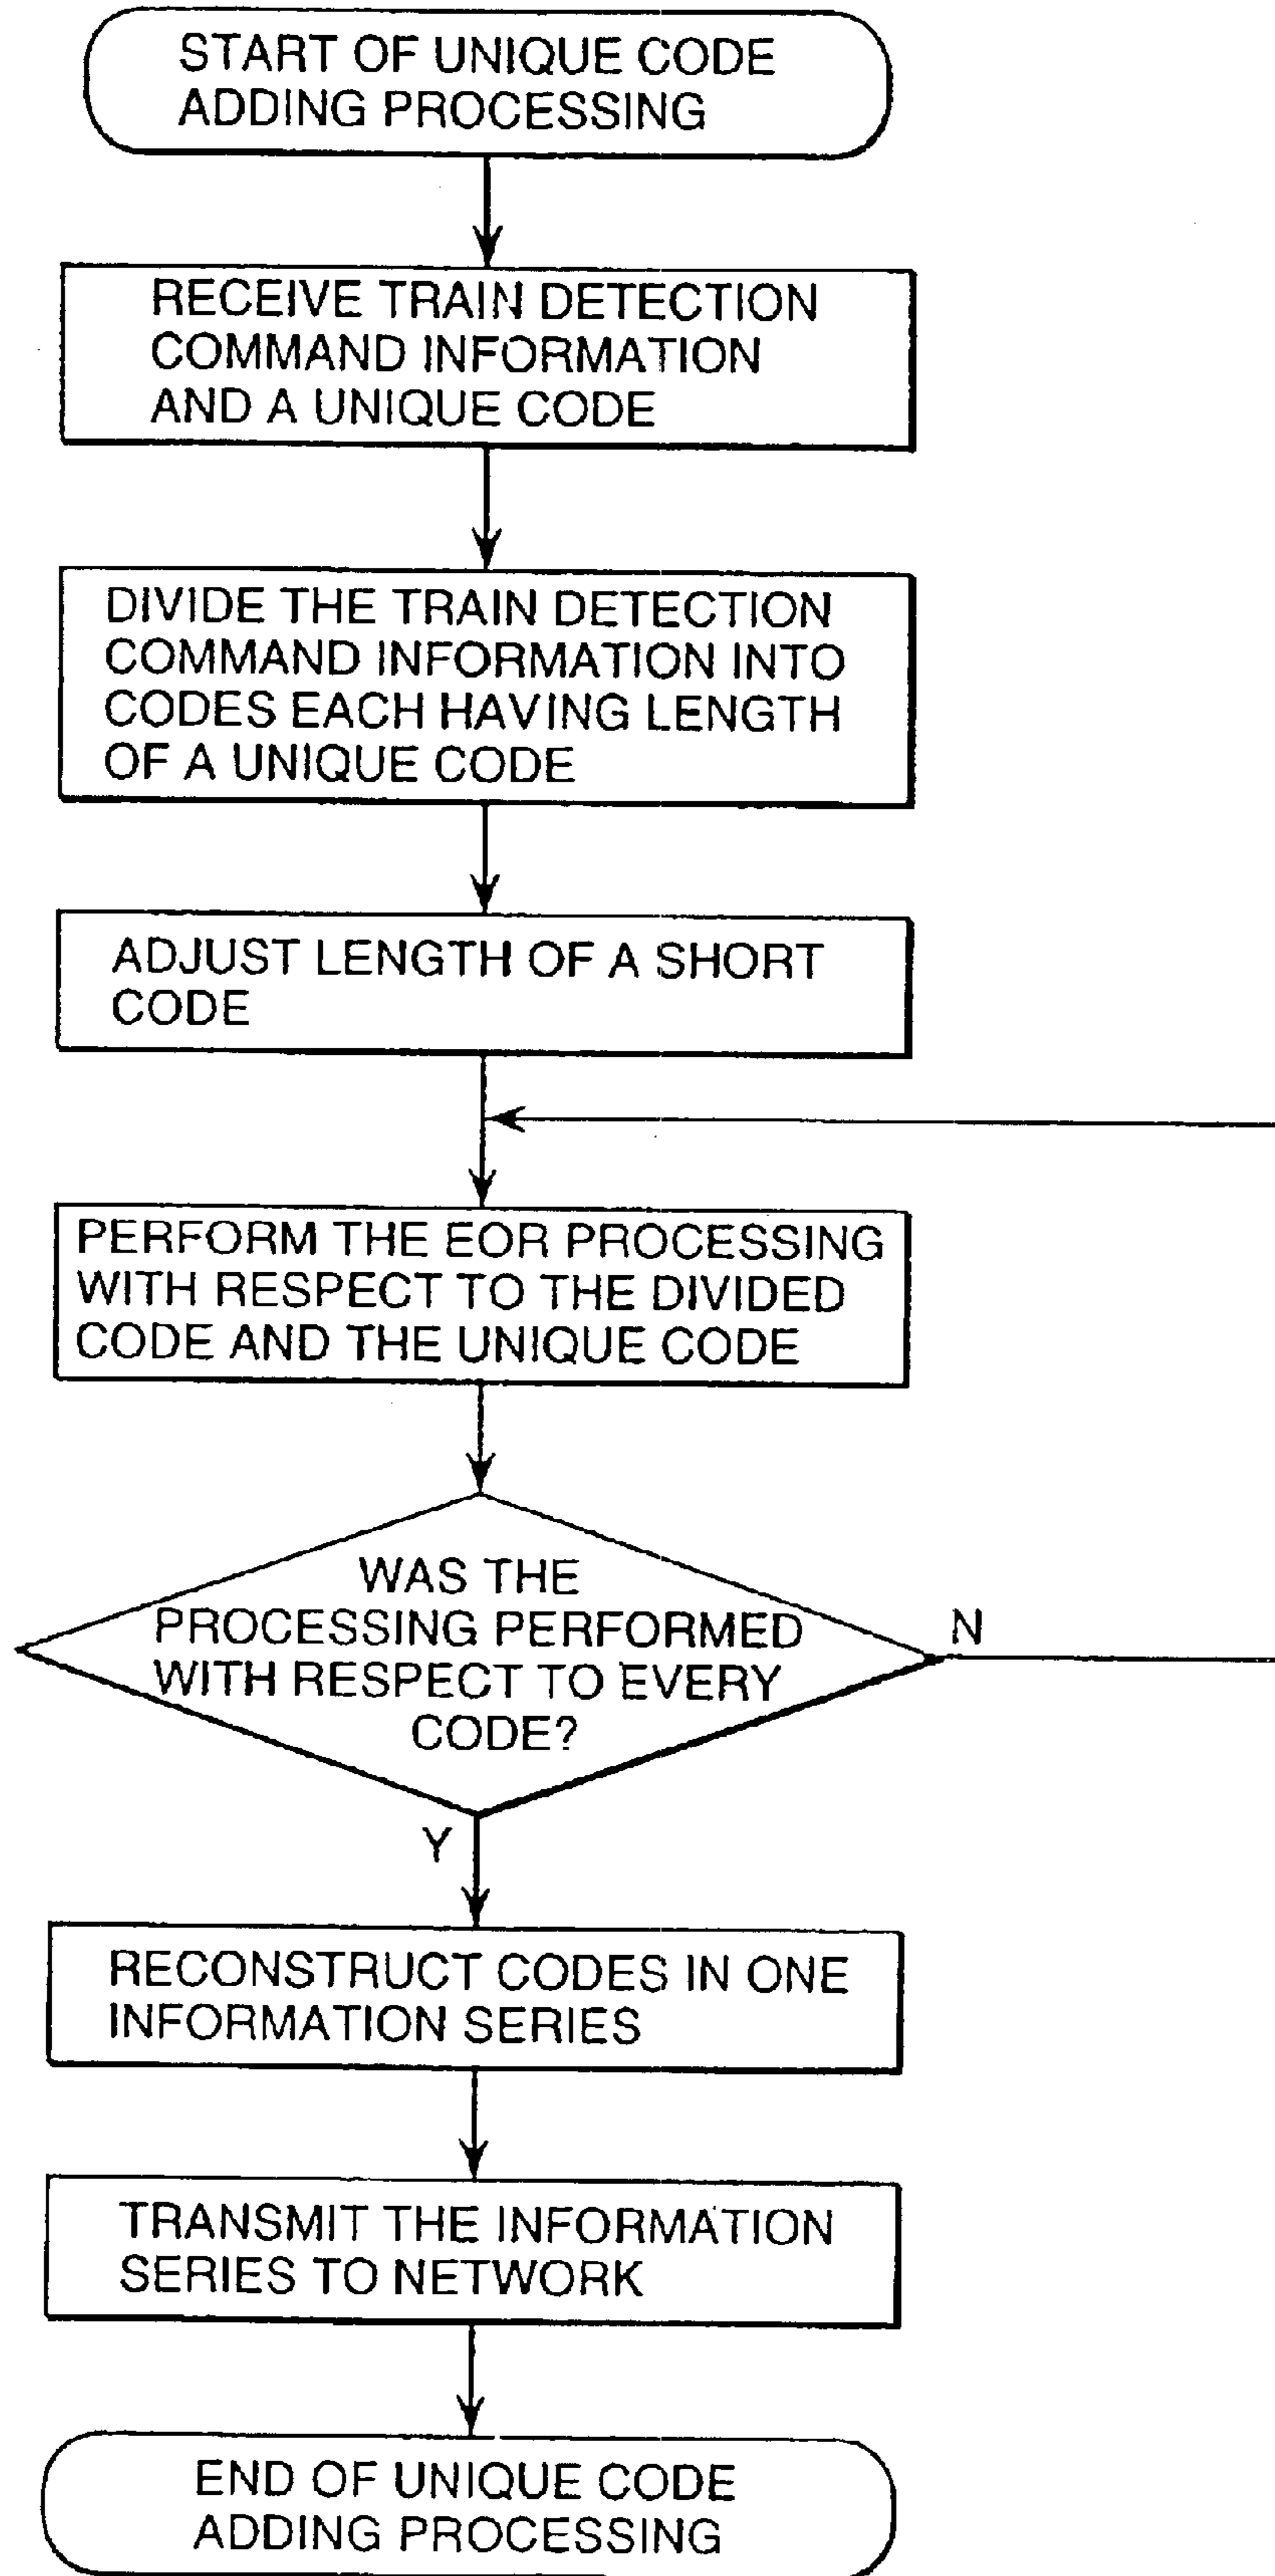 START OF UNIQUE CODE
ADDING PROCESSING
RECEIVE TRAIN DETECTION
COMMAND INFORMATION
AND A UNIQUE CODE
DIVIDE THE TRAIN DETECTION
COMMAND INFORMATION INTO
CODES EACH HAVING LENGTH
OF A UNIQUE CODE
ADJUST LENGTH OF A SHORT
CODE
PERFORM THE EOR PROCESSING
WITH RESPECT TO THE DIVIDED
CODE AND THE UNIQUE CODE
WAS THE
PROCESSING PERFORMED
WITH RESPECT TO EVERY
CODE?
N
Y
RECONSTRUCT CODES IN ONE
INFORMATION SERIES
TRANSMIT THE INFORMATION
SERIES TO NETWORK
END OF UNIQUE CODE
ADDING PROCESSING